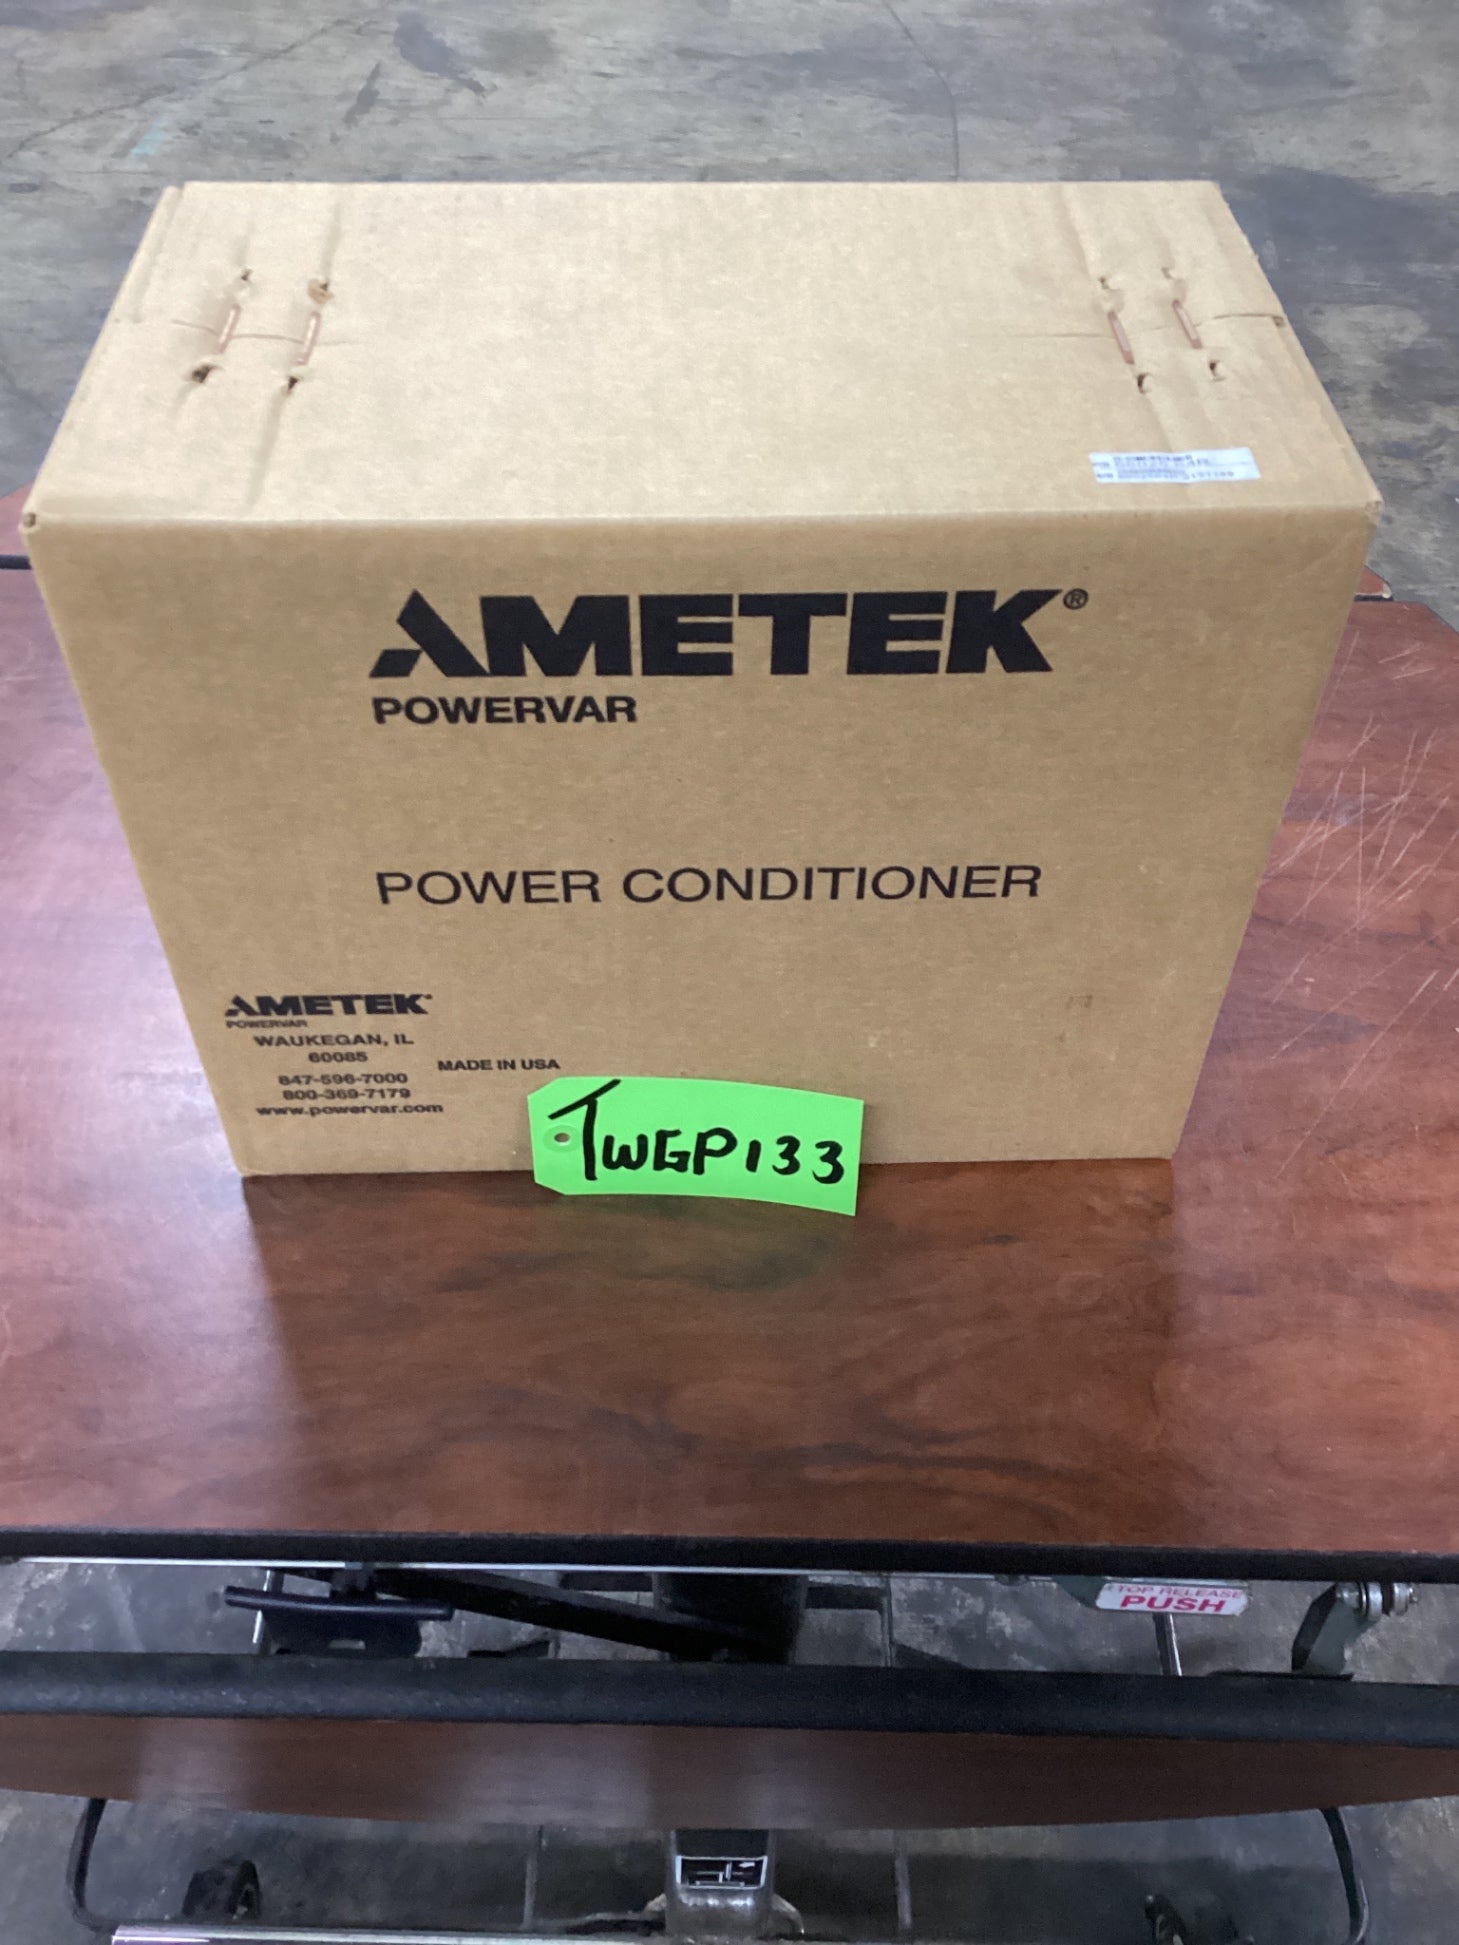 AMETEK®
POWERVAR
POWER CONDITIONER
AMETEK®
POWERVAR
WAUKEGAN, IL
60085
847-596-7000
800-369-7179
www.powervar.com
MADE IN USA
TWGP133
TOP RELEASE
PUSH